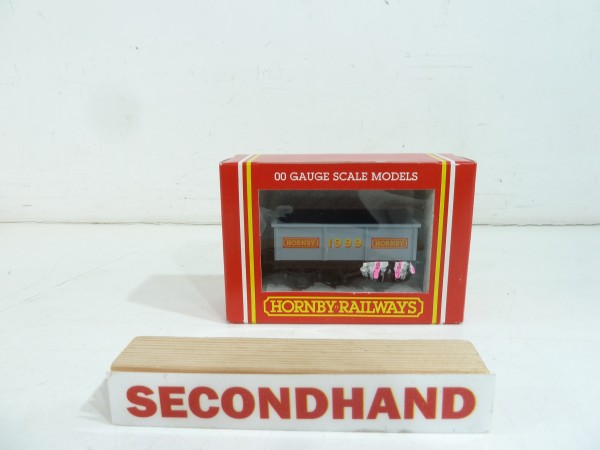 00 GAUGE SCALE MODELS
HORNBY 1999 HORNBY
HORNBY RAILWAYS
SECONDHAND